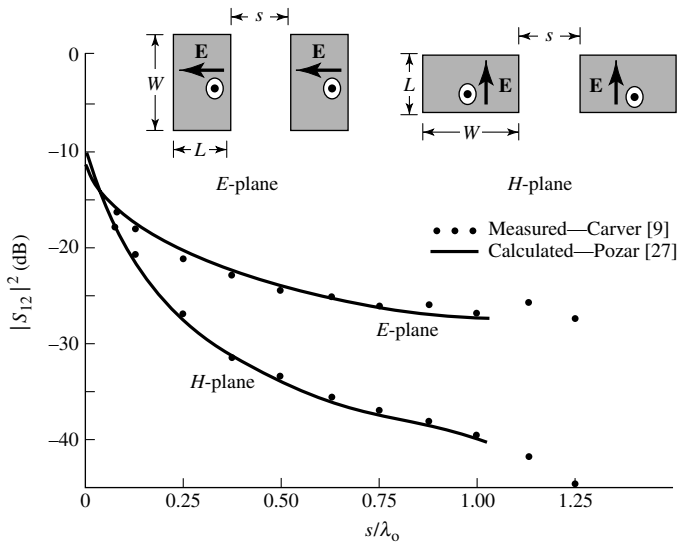 s
s
E
E
W
L
L
E
E
W
E-plane
H-plane
Measured—Carver [9]
Calculated—Pozar [27]
E-plane
H-plane
|S12|² (dB)
0
−10
−20
−30
−40
0
0.25
0.50
0.75
1.00
1.25
s/λo